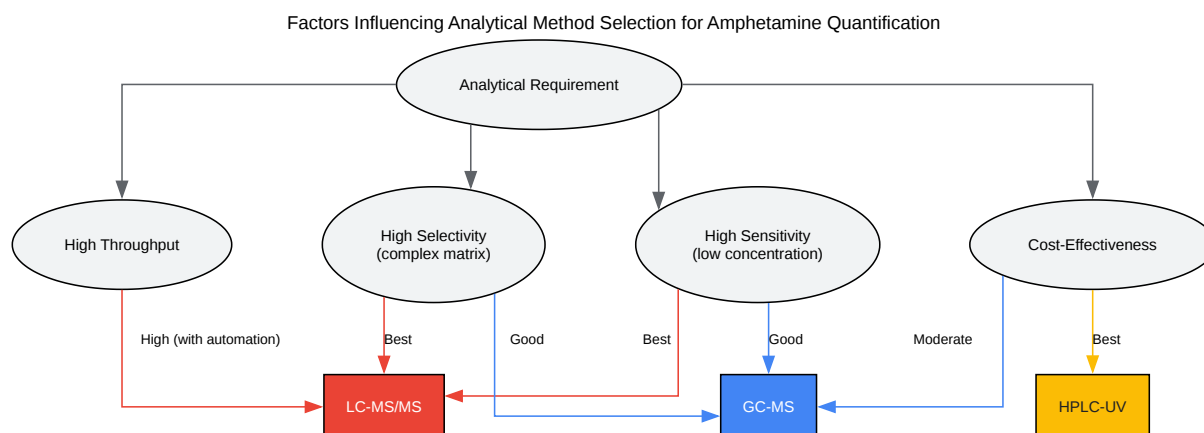 Factors Influencing Analytical Method Selection for Amphetamine Quantification
Analytical Requirement
High Throughput
High Selectivity
(complex matrix)
High Sensitivity
(low concentration)
Cost-Effectiveness
High (with automation)
Best
Good
Best
Good
Moderate
Best
LC-MS/MS
GC-MS
HPLC-UV